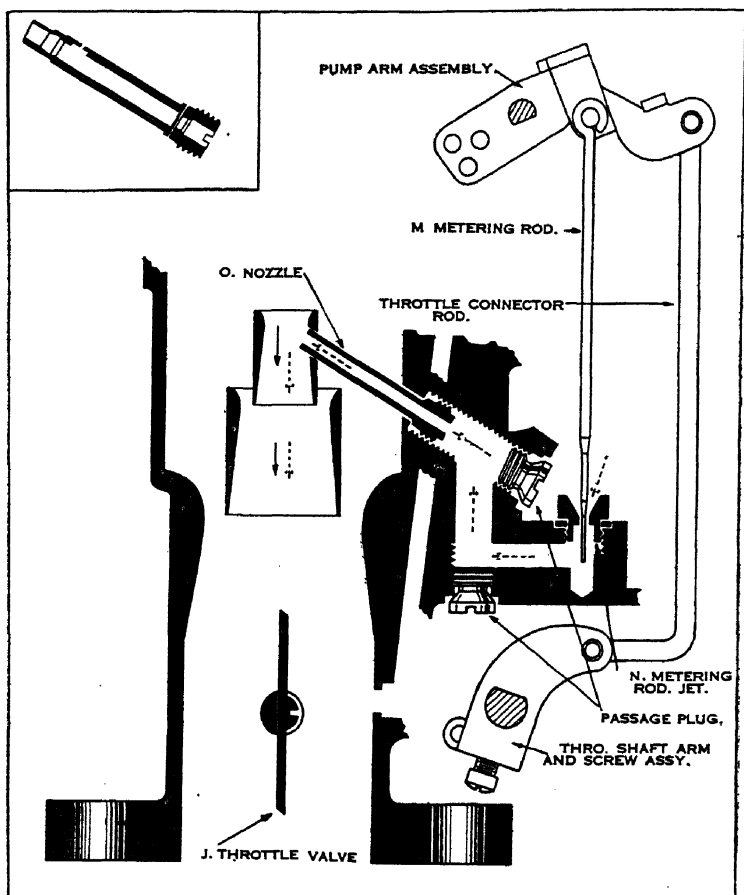 PUMP ARM ASSEMBLY.
M METERING ROD.
O. NOZZLE
THROTTLE CONNECTOR
ROD.
N. METERING
ROD. JET.
PASSAGE PLUG.
THRO. SHAFT ARM
AND SCREW ASSY.
J. THROTTLE VALVE